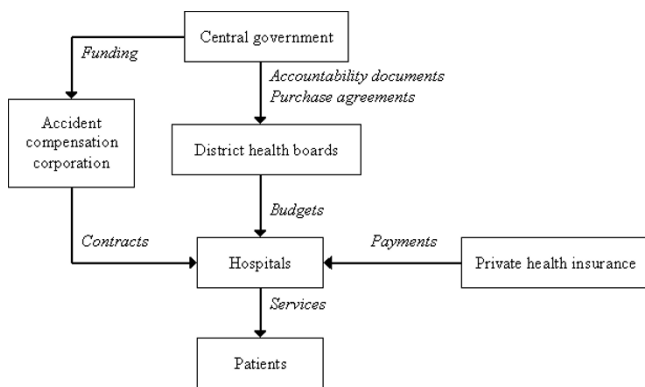 Central government
Funding
Accountability documents
Purchase agreements
Accident
compensation
corporation
District health boards
Budgets
Contracts
Payments
Hospitals
Private health insurance
Services
Patients